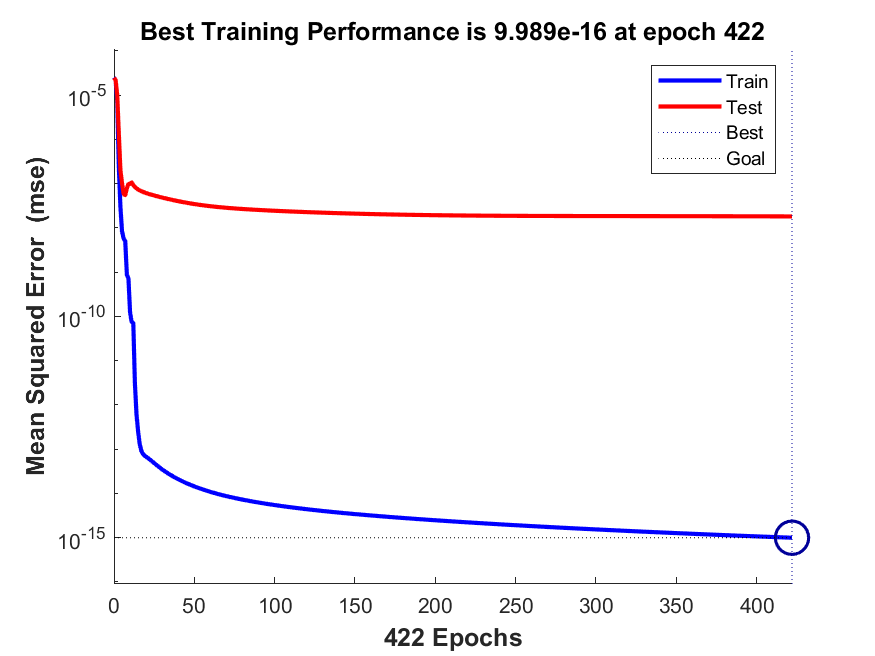 Best Training Performance is 9.989e-16 at epoch 422
Train
Test
Best
Goal
Mean Squared Error  (mse)
10^-5
10^-10
10^-15
0 50 100 150 200 250 300 350 400
422 Epochs